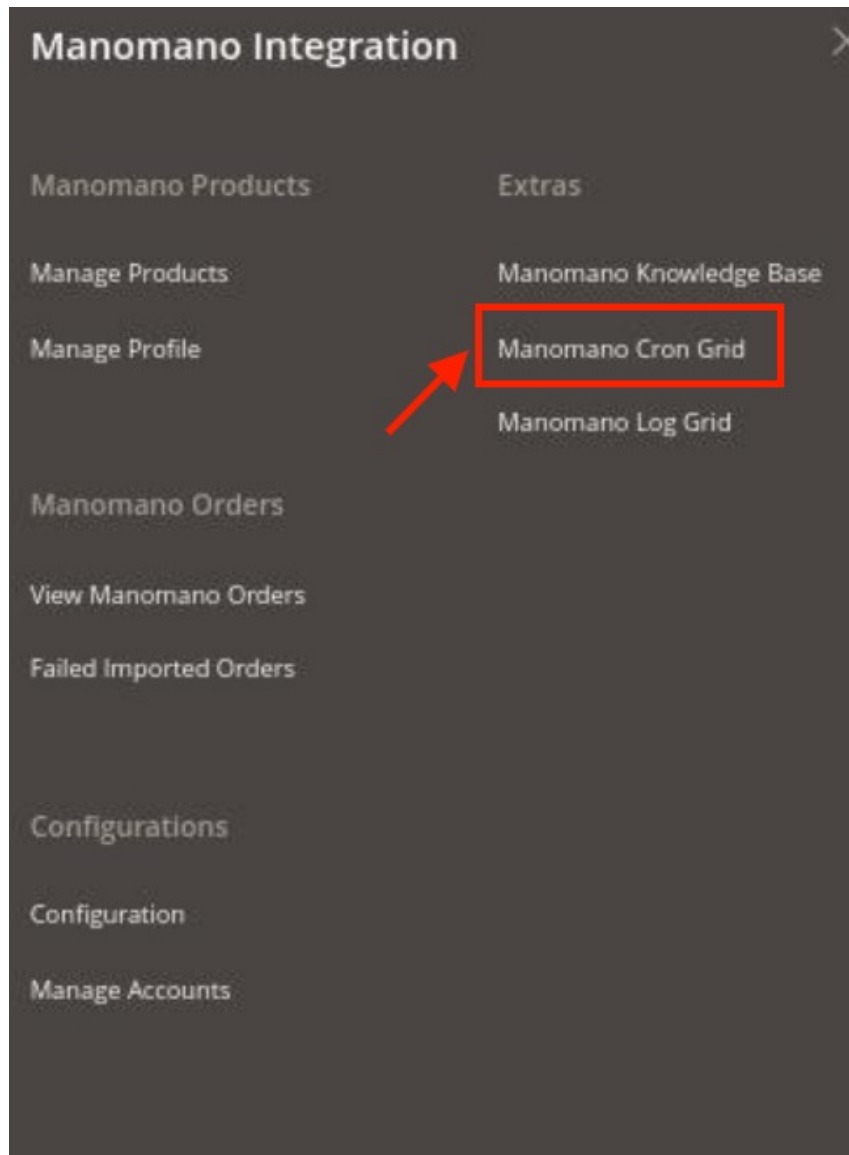 Manomano Integration
Manomano Products
Manage Products
Manage Profile
Manomano Orders
View Manomano Orders
Failed Imported Orders
Configurations
Configuration
Manage Accounts
Extras
Manomano Knowledge Base
Manomano Cron Grid
Manomano Log Grid